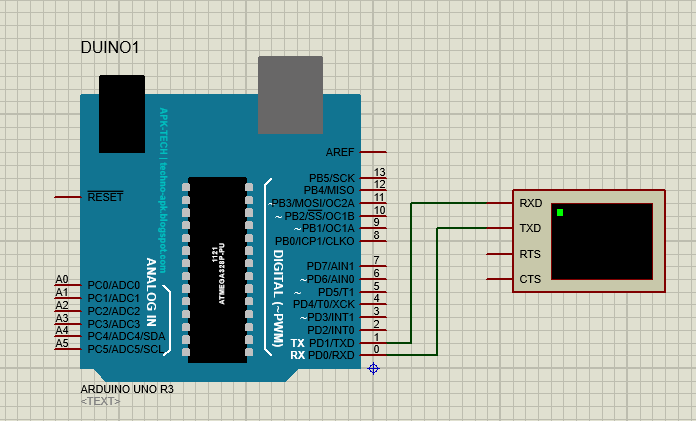 DUINO1
APK-TECH | techno-apk.blogspot.com
AREF
PB5/SCK 13
PB4/MISO 12
~PB3/MOSI/OC2A 11
~PB2/SS/OC1B 10
~PB1/OC1A 9
PB0/ICP1/CLKO 8
PD7/AIN1 7
~PD6/AIN0 6
~PD5/T1 5
PD4/T0/XCK 4
~PD3/INT1 3
PD2/INT0 2
TX PD1/TXD 1
RX PD0/RXD 0
RESET
A0 PC0/ADC0
A1 PC1/ADC1
A2 PC2/ADC2
A3 PC3/ADC3
A4 PC4/ADC4/SDA
A5 PC5/ADC5/SCL
ANALOG IN
1121
ATMEGA328P-PU
DIGITAL (~PWM)
RXD
TXD
RTS
CTS
ARDUINO UNO R3
<TEXT>